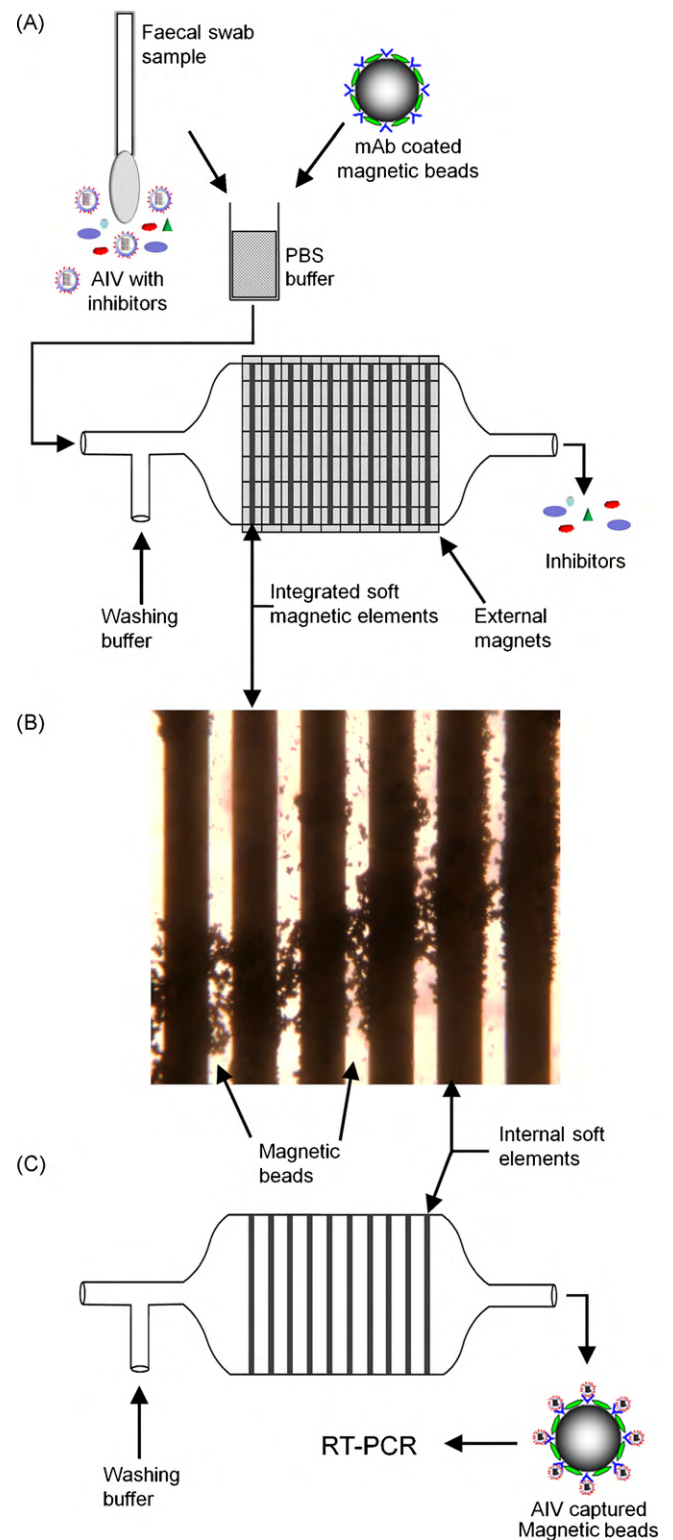 (A)
Faecal swab
sample
mAb coated
magnetic beads
PBS
buffer
AIV with
inhibitors
Inhibitors
Washing
buffer
Integrated soft
magnetic elements
External
magnets
(B)
Magnetic
beads
Internal soft
elements
(C)
Washing
buffer
RT-PCR
AIV captured
Magnetic beads